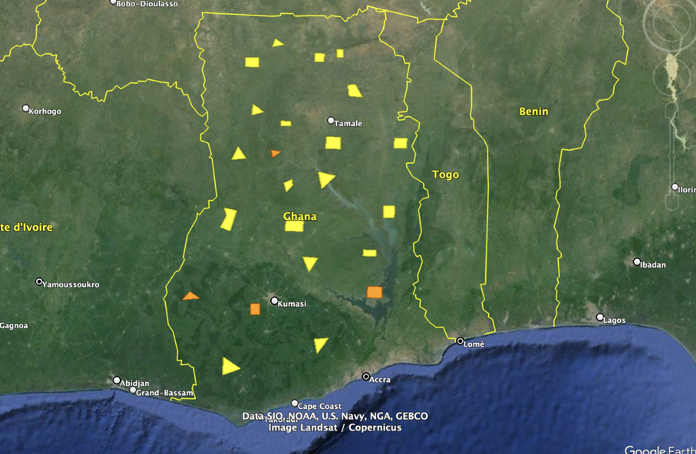 Bobo-Dioulasso
Korhogo
Tamale
Benin
Togo
Ilorin
te d'Ivoire
Ghana
Ibadan
Yamoussoukro
Kumasi
Gagnoa
Lagos
Lomé
Abidjan
Accra
Grand-Bassam
Cape Coast
Data SIO, NOAA, U.S. Navy, NGA, GEBCO
Image Landsat / Copernicus
Google Earth